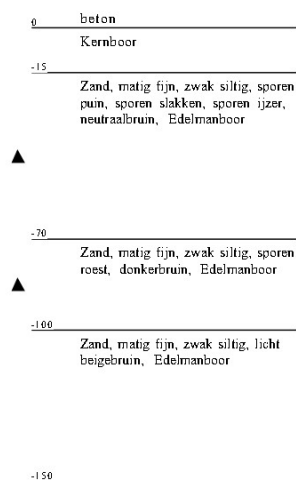 0 beton
Kernboor
-15
Zand, matig fijn, zwak siltig, sporen
puin, sporen slakken, sporen ijzer,
neutraalbruin, Edelmanboor
-70
Zand, matig fijn, zwak siltig, sporen
roest, donkerbruin, Edelmanboor
-100
Zand, matig fijn, zwak siltig, licht
beigebruin, Edelmanboor
-150